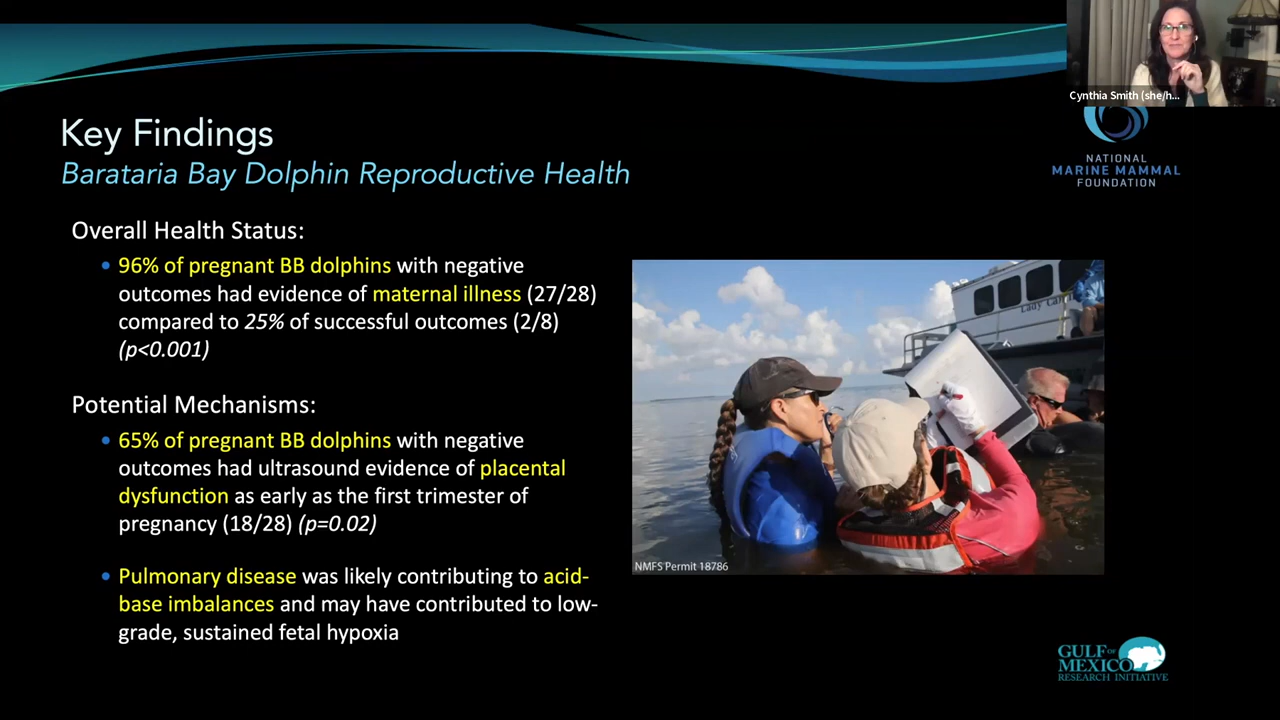 Cynthia Smith (she/h...
NATIONAL
MARINE MAMMAL
FOUNDATION
Key Findings
Barataria Bay Dolphin Reproductive Health
Overall Health Status:
• 96% of pregnant BB dolphins with negative
outcomes had evidence of maternal illness (27/28)
compared to 25% of successful outcomes (2/8)
(p<0.001)
Potential Mechanisms:
• 65% of pregnant BB dolphins with negative
outcomes had ultrasound evidence of placental
dysfunction as early as the first trimester of
pregnancy (18/28) (p=0.02)
• Pulmonary disease was likely contributing to acid-
base imbalances and may have contributed to low-
grade, sustained fetal hypoxia
Lady
NMFS Permit 18786
GULF OF
MEXICO
RESEARCH INITIATIVE